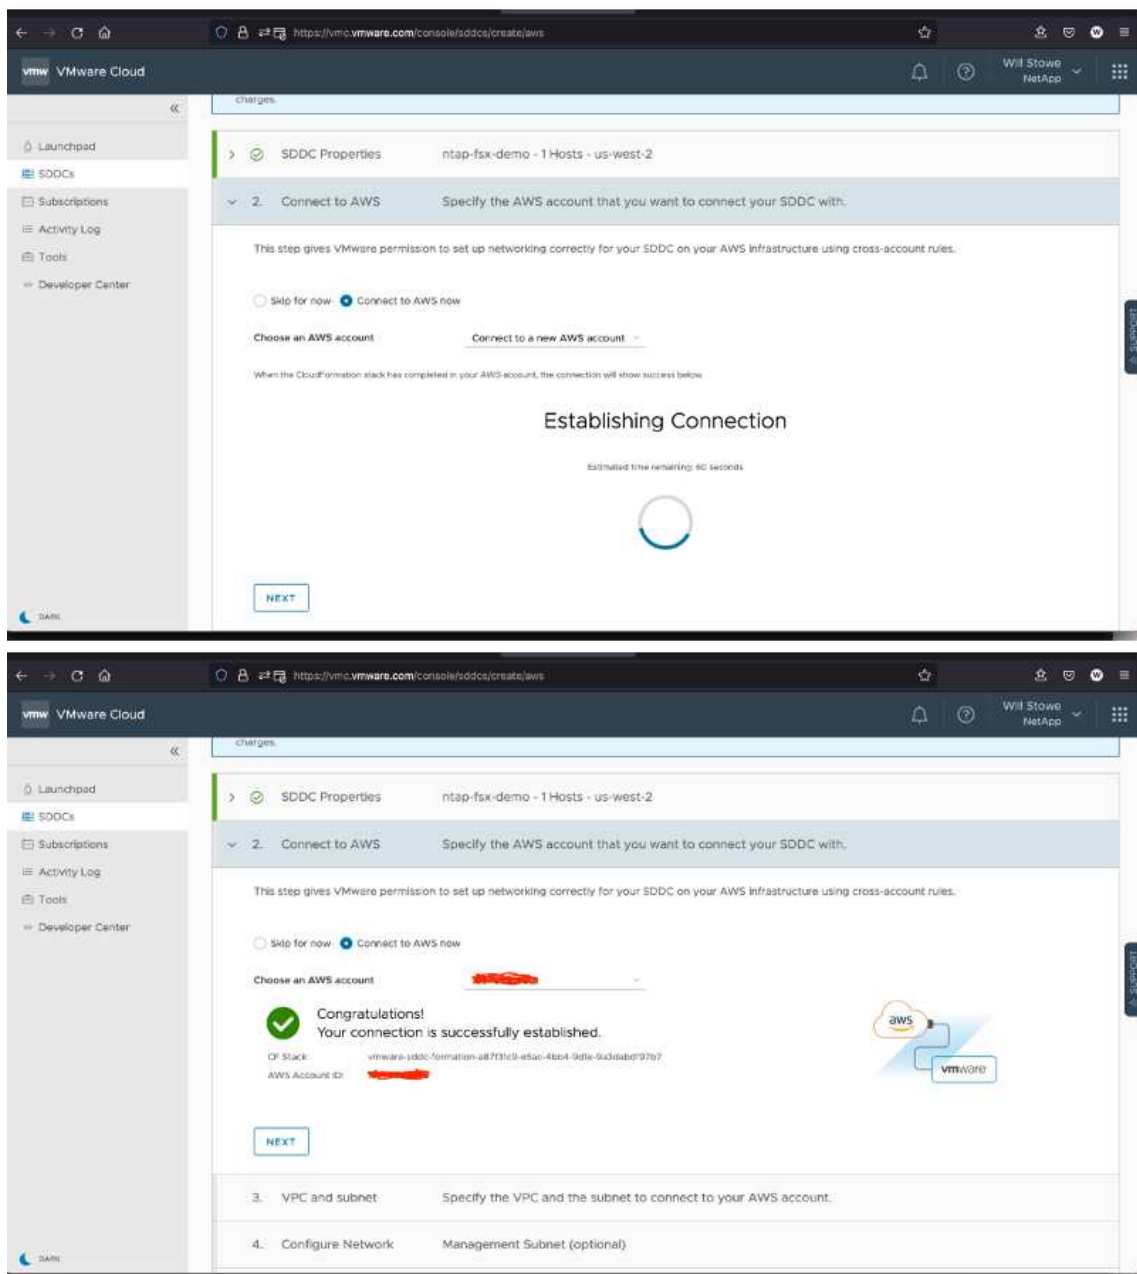 https://vmc.vmware.com/console/sddcs/create/aws
vmw VMware Cloud
Will Stowe
NetApp
charges.
Launchpad
SDDCs
Subscriptions
Activity Log
Tools
Developer Center
SDDC Properties ntap-fsx-demo - 1 Hosts - us-west-2
2. Connect to AWS Specify the AWS account that you want to connect your SDDC with.
This step gives VMware permission to set up networking correctly for your SDDC on your AWS infrastructure using cross-account rules.
Skip for now Connect to AWS now
Choose an AWS account Connect to a new AWS account
When the CloudFormation stack has completed in your AWS account, the connection will show success below.
Establishing Connection
Estimated time remaining: 60 seconds
NEXT
DARK
SUPPORT
https://vmc.vmware.com/console/sddcs/create/aws
vmw VMware Cloud
Will Stowe
NetApp
charges.
Launchpad
SDDCs
Subscriptions
Activity Log
Tools
Developer Center
SDDC Properties ntap-fsx-demo - 1 Hosts - us-west-2
2. Connect to AWS Specify the AWS account that you want to connect your SDDC with.
This step gives VMware permission to set up networking correctly for your SDDC on your AWS infrastructure using cross-account rules.
Skip for now Connect to AWS now
Choose an AWS account
Congratulations!
Your connection is successfully established.
CF Stack:
AWS Account ID:
aws
vmware
NEXT
3. VPC and subnet Specify the VPC and the subnet to connect to your AWS account.
4. Configure Network Management Subnet (optional)
DARK
SUPPORT